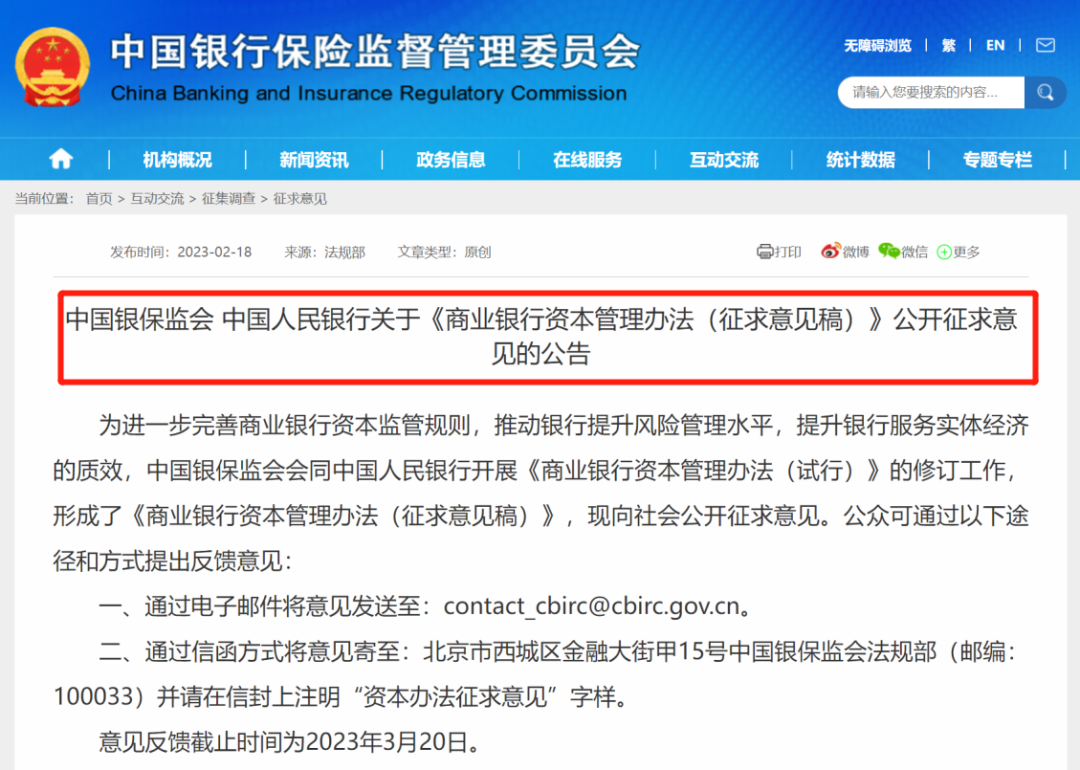 中国银行保险监督管理委员会
China Banking and Insurance Regulatory Commission
无障碍浏览 | 繁 | EN |
请输入您要搜索的内容...
机构概况 | 新闻资讯 | 政务信息 | 在线服务 | 互动交流 | 统计数据 | 专题专栏
当前位置： 首页 > 互动交流 > 征集调查 > 征求意见
发布时间：2023-02-18 来源：法规部 文章类型：原创 打印 微博 微信 更多
中国银保监会 中国人民银行关于《商业银行资本管理办法（征求意见稿）》公开征求意
见的公告
为进一步完善商业银行资本监管规则，推动银行提升风险管理水平，提升银行服务实体经济
的质效，中国银保监会会同中国人民银行开展《商业银行资本管理办法（试行）》的修订工作，
形成了《商业银行资本管理办法（征求意见稿）》，现向社会公开征求意见。公众可通过以下途
径和方式提出反馈意见：
一、通过电子邮件将意见发送至：contact_cbirc@cbirc.gov.cn。
二、通过信函方式将意见寄至：北京市西城区金融大街甲15号中国银保监会法规部（邮编：
100033）并请在信封上注明“资本办法征求意见”字样。
意见反馈截止时间为2023年3月20日。